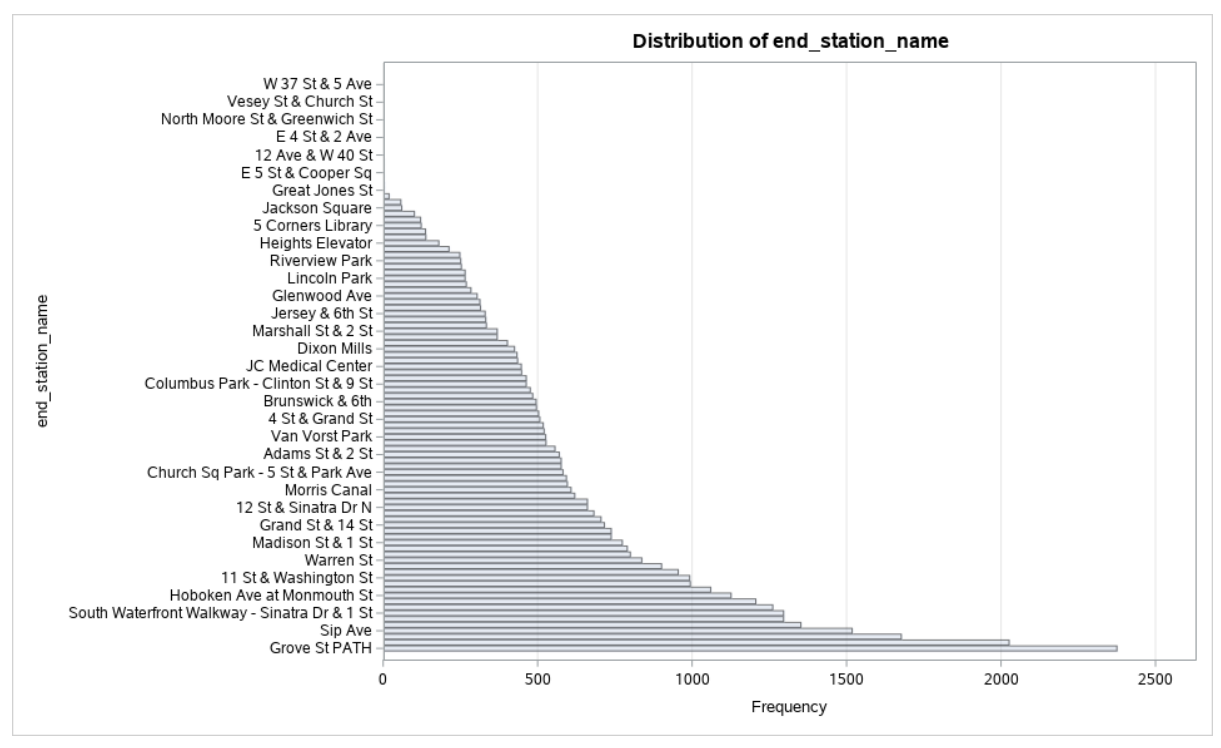 Distribution of end_station_name
W 37 St & 5 Ave
Vesey St & Church St
North Moore St & Greenwich St
E 4 St & 2 Ave
12 Ave & W 40 St
E 5 St & Cooper Sq
Great Jones St
Jackson Square
5 Corners Library
Heights Elevator
Riverview Park
Lincoln Park
Glenwood Ave
Jersey & 6th St
Marshall St & 2 St
Dixon Mills
JC Medical Center
Columbus Park - Clinton St & 9 St
Brunswick & 6th
4 St & Grand St
Van Vorst Park
Adams St & 2 St
Church Sq Park - 5 St & Park Ave
Morris Canal
12 St & Sinatra Dr N
Grand St & 14 St
Madison St & 1 St
Warren St
11 St & Washington St
Hoboken Ave at Monmouth St
South Waterfront Walkway - Sinatra Dr & 1 St
Sip Ave
Grove St PATH
end_station_name
0 500 1000 1500 2000 2500
Frequency